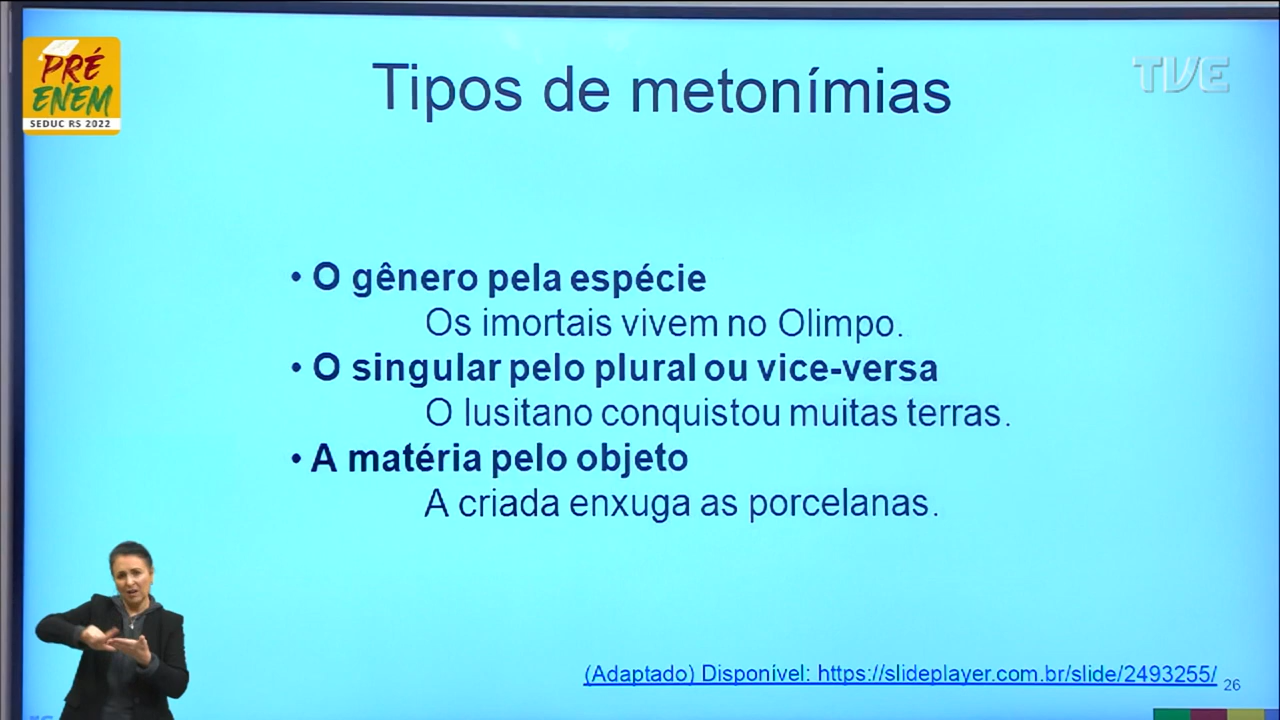 PRÉ
ENEM
SEDUC RS 2022
TVE
Tipos de metonímias
• O gênero pela espécie
Os imortais vivem no Olimpo.
• O singular pelo plural ou vice-versa
O lusitano conquistou muitas terras.
• A matéria pelo objeto
A criada enxuga as porcelanas.
(Adaptado) Disponível: https://slideplayer.com.br/slide/2493255/
26